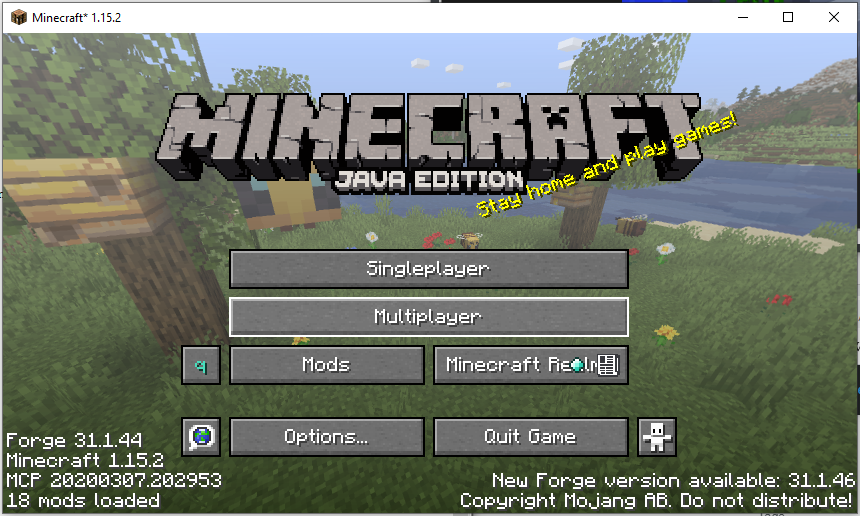 Minecraft* 1.15.2
MINECRAFT
JAVA EDITION
Stay home and play games!
Singleplayer
Multiplayer
q
Mods
Minecraft Realm
Options...
Quit Game
Forge 31.1.44
Minecraft 1.15.2
MCP 20200307.202953
18 mods loaded
New Forge version available: 31.1.46
Copyright Mojang AB. Do not distribute!